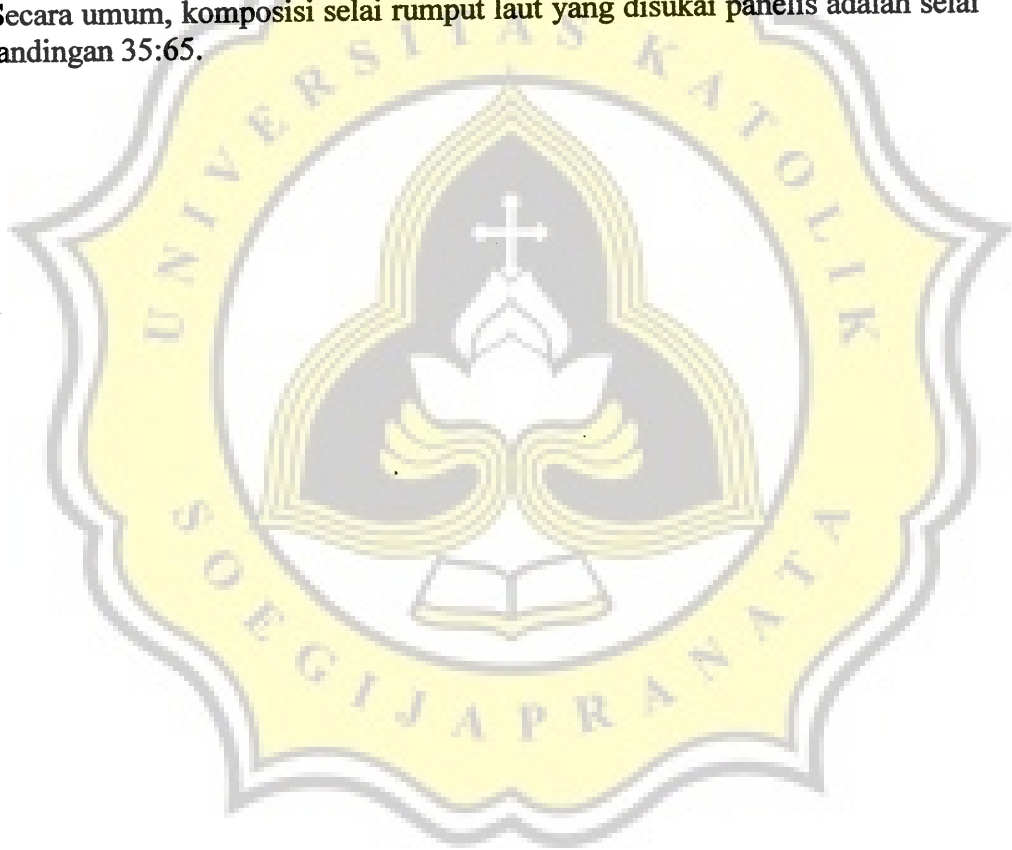 Secara umum, komposisi selai rumput laut yang disukai panelis adalah selai
andingan 35:65.
UNIVERSITAS KATOLIK
SOEGIJAPRANATA